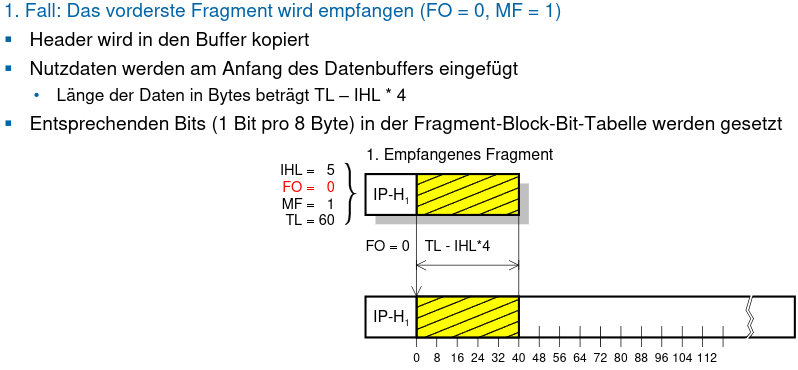 1. Fall: Das vorderste Fragment wird empfangen (FO = 0, MF = 1)
Header wird in den Buffer kopiert
Nutzdaten werden am Anfang des Datenbuffers eingefügt
Länge der Daten in Bytes beträgt TL – IHL * 4
Entsprechenden Bits (1 Bit pro 8 Byte) in der Fragment-Block-Bit-Tabelle werden gesetzt
1. Empfangenes Fragment
IHL = 5
FO = 0
MF = 1
TL = 60
IP-H1
FO = 0 TL - IHL*4
IP-H1
0 8 16 24 32 40 48 56 64 72 80 88 96 104 112